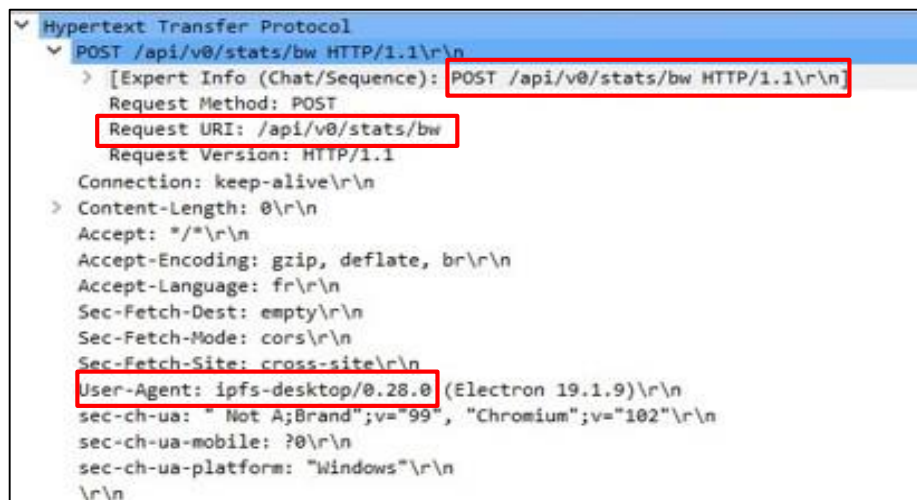 Hypertext Transfer Protocol
POST /api/v0/stats/bw HTTP/1.1\r\n
[Expert Info (Chat/Sequence): POST /api/v0/stats/bw HTTP/1.1\r\n]
Request Method: POST
Request URI: /api/v0/stats/bw
Request Version: HTTP/1.1
Connection: keep-alive\r\n
Content-Length: 0\r\n
Accept: */*\r\n
Accept-Encoding: gzip, deflate, br\r\n
Accept-Language: fr\r\n
Sec-Fetch-Dest: empty\r\n
Sec-Fetch-Mode: cors\r\n
Sec-Fetch-Site: cross-site\r\n
User-Agent: ipfs-desktop/0.28.0 (Electron 19.1.9)\r\n
sec-ch-ua: " Not A;Brand";v="99", "Chromium";v="102"\r\n
sec-ch-ua-mobile: ?0\r\n
sec-ch-ua-platform: "Windows"\r\n
\r\n